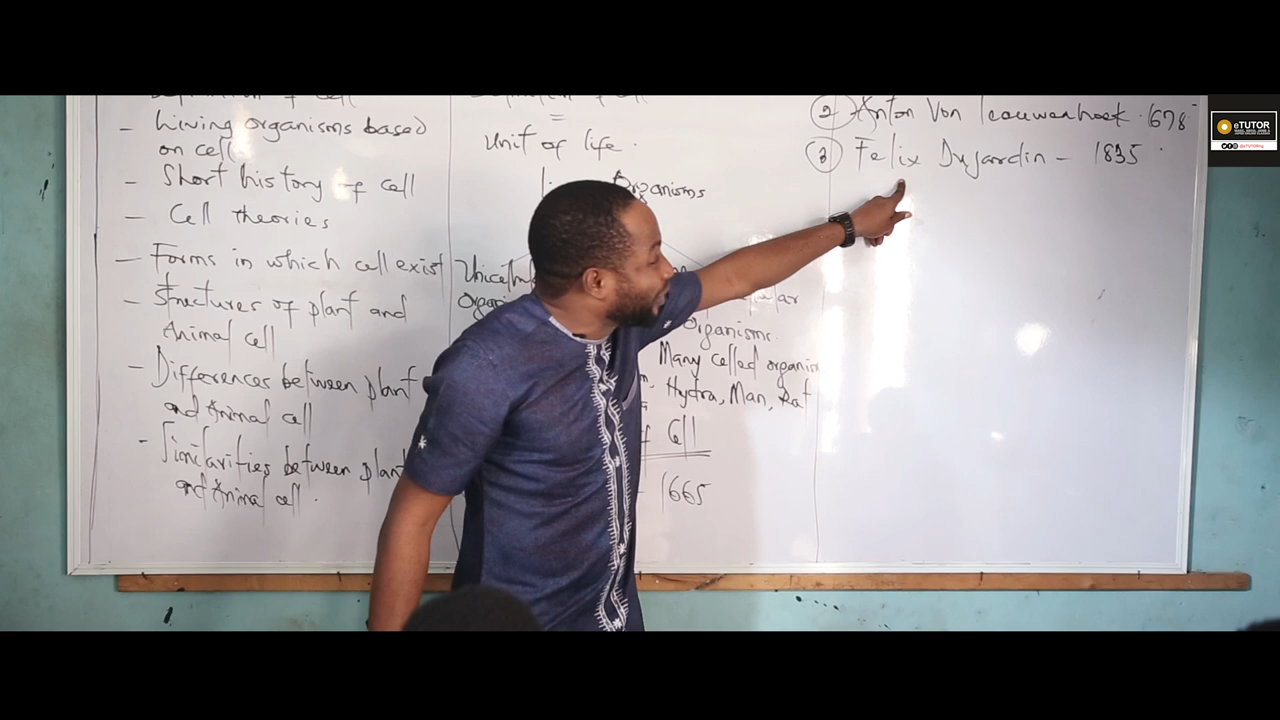 - Living organisms based
on cell
- Short history of cell
- Cell theories
- Forms in which cell exist
- Structures of plant and
Animal cell
- Differences between plant
and Animal cell
- Similarities between plant
and Animal cell.
Unit of life.
Organisms
Organisms.
Many celled organism
Hydra, Man, Rat
Cell
- 1665
② Anton Von Leeuwenhoek. 1678
③ Felix Dujardin - 1835
eTUTOR